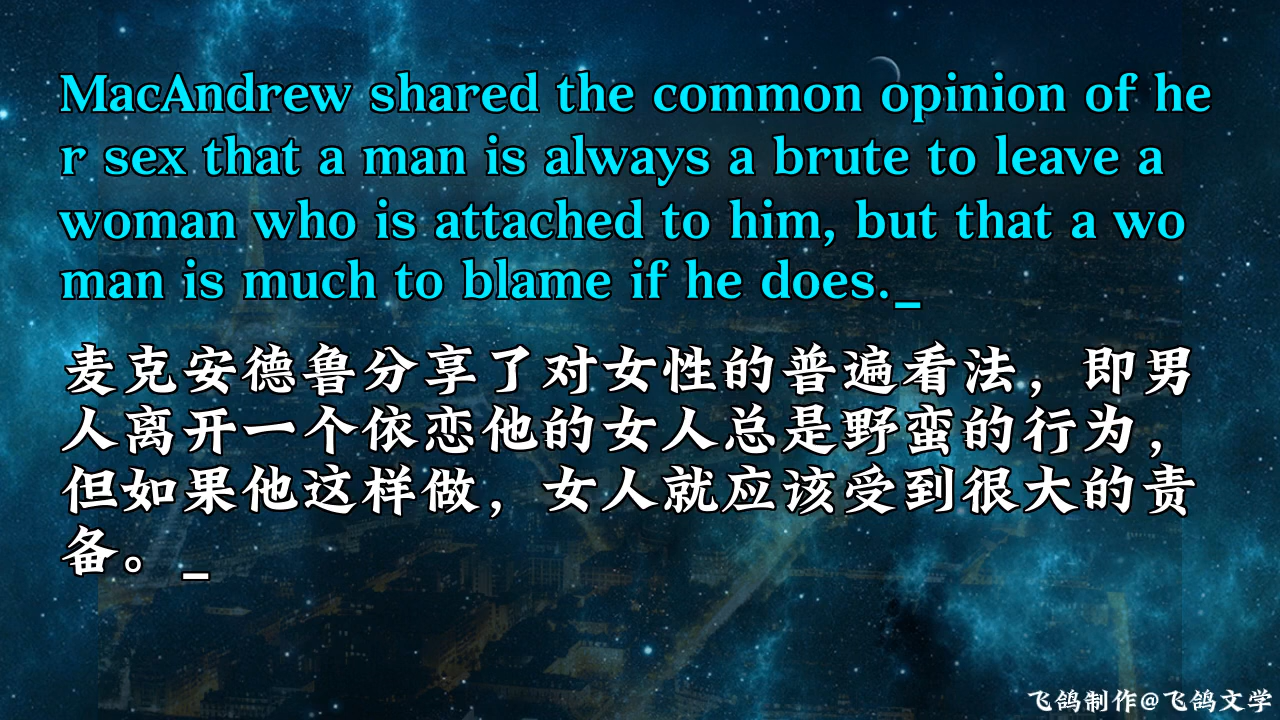 MacAndrew shared the common opinion of he
r sex that a man is always a brute to leave a
woman who is attached to him, but that a wo
man is much to blame if he does._
麦克安德鲁分享了对女性的普遍看法，即男
人离开一个依恋他的女人总是野蛮的行为，
但如果他这样做，女人就应该受到很大的责
备。_
飞鸽制作@飞鸽文学